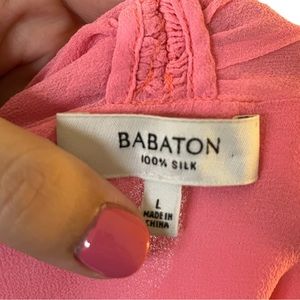 BABATON
100% SILK
L
MADE IN
CHINA